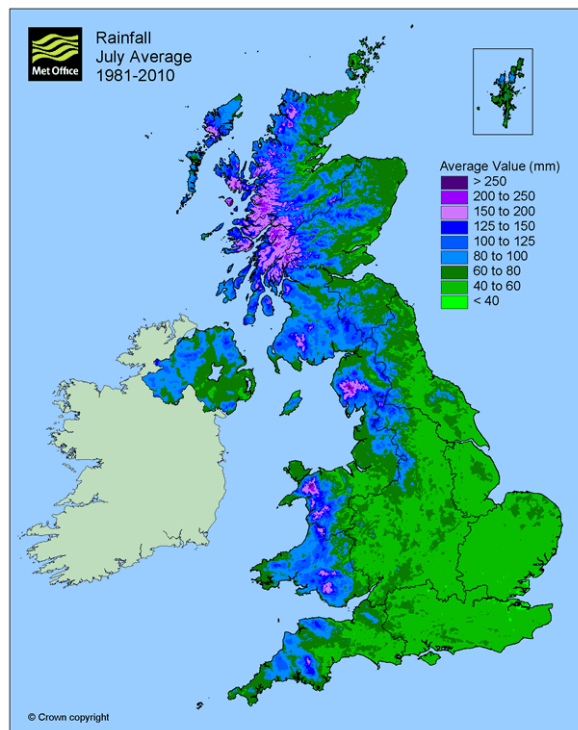 Met Office
Rainfall
July Average
1981-2010
Average Value (mm)
> 250
200 to 250
150 to 200
125 to 150
100 to 125
80 to 100
60 to 80
40 to 60
< 40
© Crown copyright